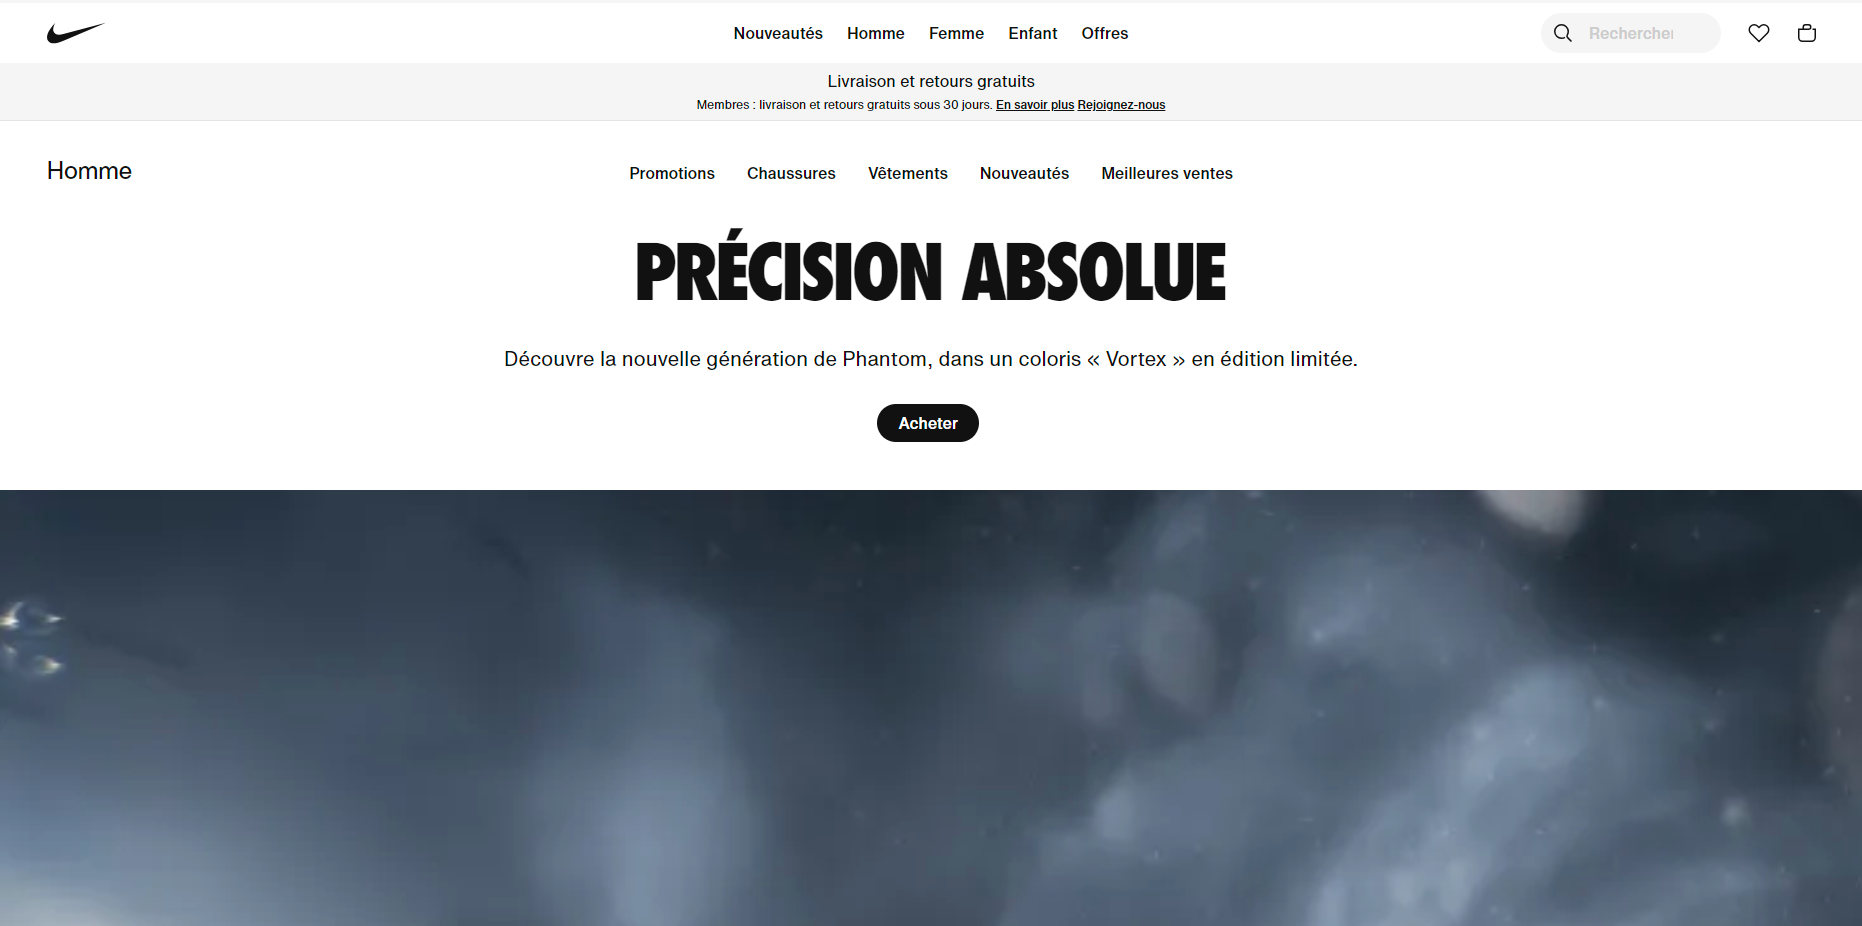 Nouveautés Homme Femme Enfant Offres
Rechercher
Livraison et retours gratuits
Membres : livraison et retours gratuits sous 30 jours. En savoir plus Rejoignez-nous
Homme
Promotions Chaussures Vêtements Nouveautés Meilleures ventes
PRÉCISION ABSOLUE
Découvre la nouvelle génération de Phantom, dans un coloris « Vortex » en édition limitée.
Acheter